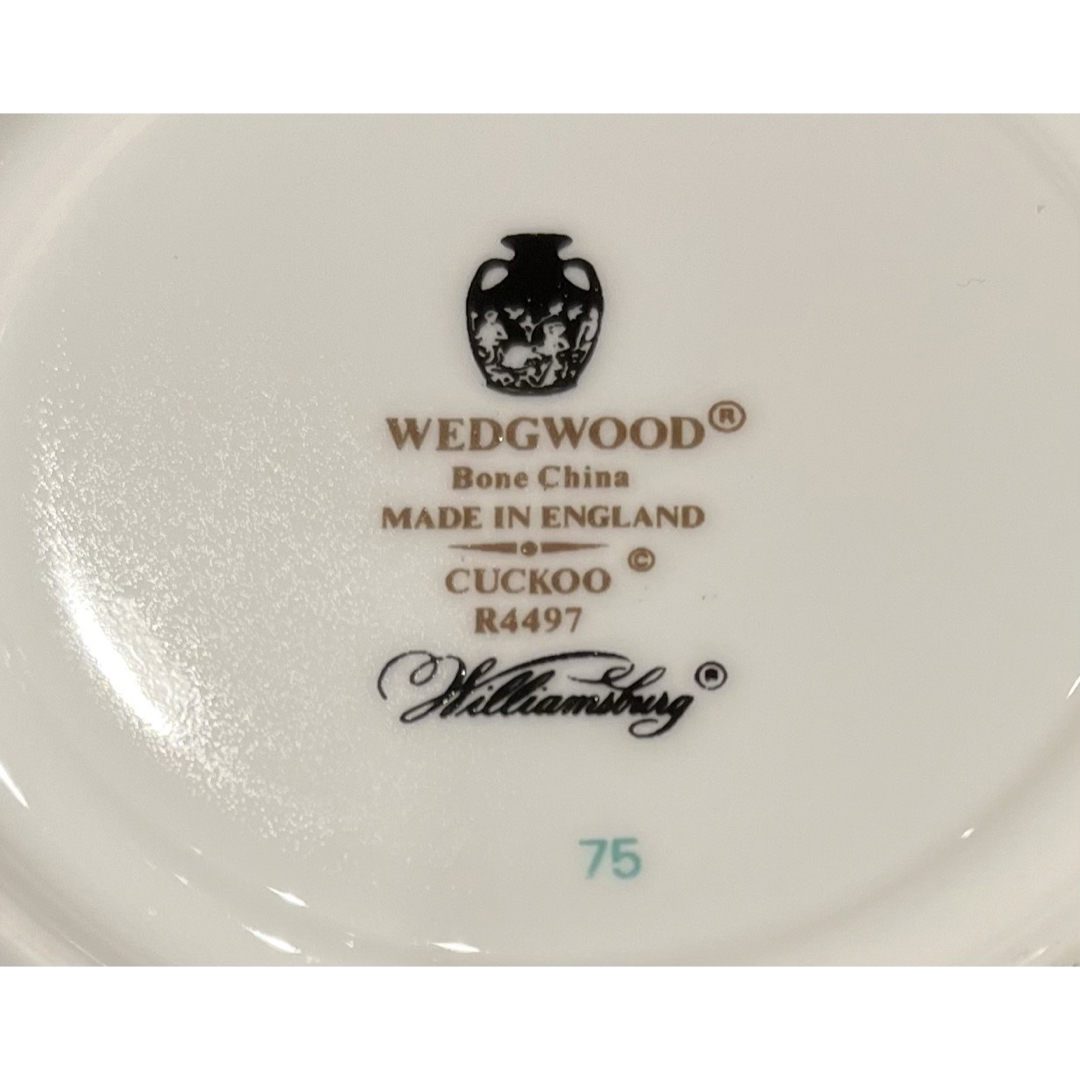 WEDGWOOD®
Bone China
MADE IN ENGLAND
CUCKOO ©
R4497
Williamsburg®
75